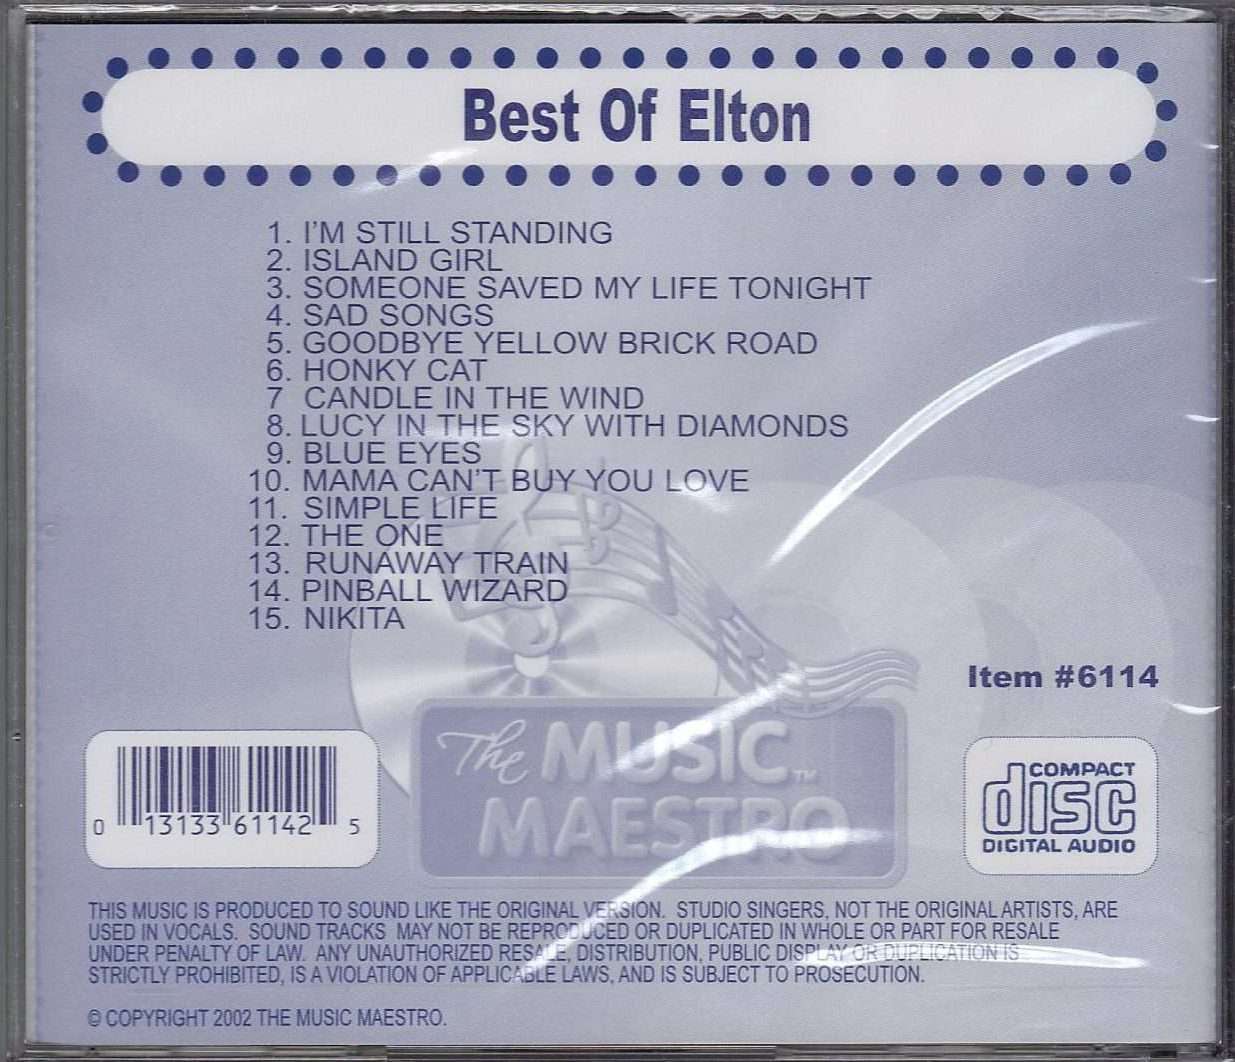 Best Of Elton
1. I'M STILL STANDING
2. ISLAND GIRL
3. SOMEONE SAVED MY LIFE TONIGHT
4. SAD SONGS
5. GOODBYE YELLOW BRICK ROAD
6. HONKY CAT
7 CANDLE IN THE WIND
8. LUCY IN THE SKY WITH DIAMONDS
9. BLUE EYES
10. MAMA CAN'T BUY YOU LOVE
11. SIMPLE LIFE
12. THE ONE
13. RUNAWAY TRAIN
14. PINBALL WIZARD
15. NIKITA
Item #6114
The MUSIC™
MAESTRO
0 13133 61142 5
COMPACT
disc
DIGITAL AUDIO
THIS MUSIC IS PRODUCED TO SOUND LIKE THE ORIGINAL VERSION. STUDIO SINGERS, NOT THE ORIGINAL ARTISTS, ARE
USED IN VOCALS. SOUND TRACKS MAY NOT BE REPRODUCED OR DUPLICATED IN WHOLE OR PART FOR RESALE
UNDER PENALTY OF LAW. ANY UNAUTHORIZED RESALE, DISTRIBUTION, PUBLIC DISPLAY OR DUPLICATION IS
STRICTLY PROHIBITED, IS A VIOLATION OF APPLICABLE LAWS, AND IS SUBJECT TO PROSECUTION.
© COPYRIGHT 2002 THE MUSIC MAESTRO.